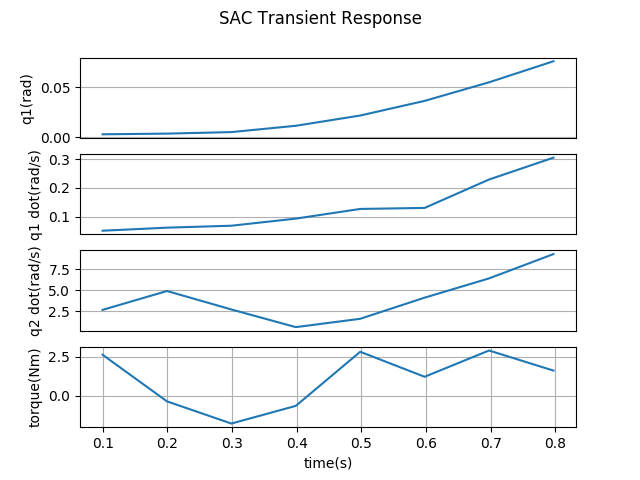 SAC Transient Response
q1(rad)
0.05
0.00
q1 dot(rad/s)
0.3
0.2
0.1
q2 dot(rad/s)
7.5
5.0
2.5
torque(Nm)
2.5
0.0
0.1 0.2 0.3 0.4 0.5 0.6 0.7 0.8
time(s)